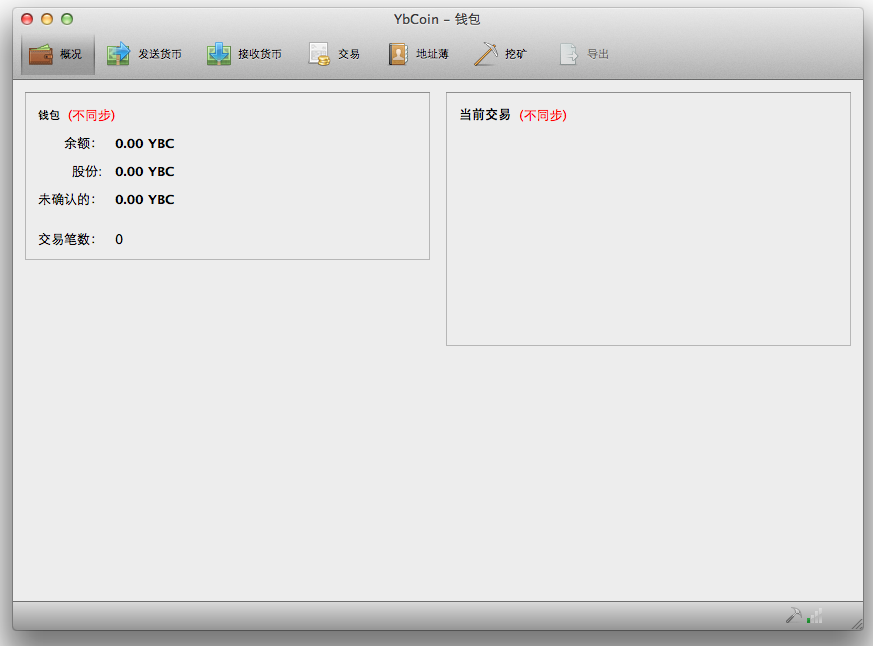 YbCoin – 钱包
概况 发送货币 接收货币 交易 地址薄 挖矿 导出
钱包 (不同步)
余额： 0.00 YBC
股份: 0.00 YBC
未确认的： 0.00 YBC
交易笔数： 0
当前交易 (不同步)